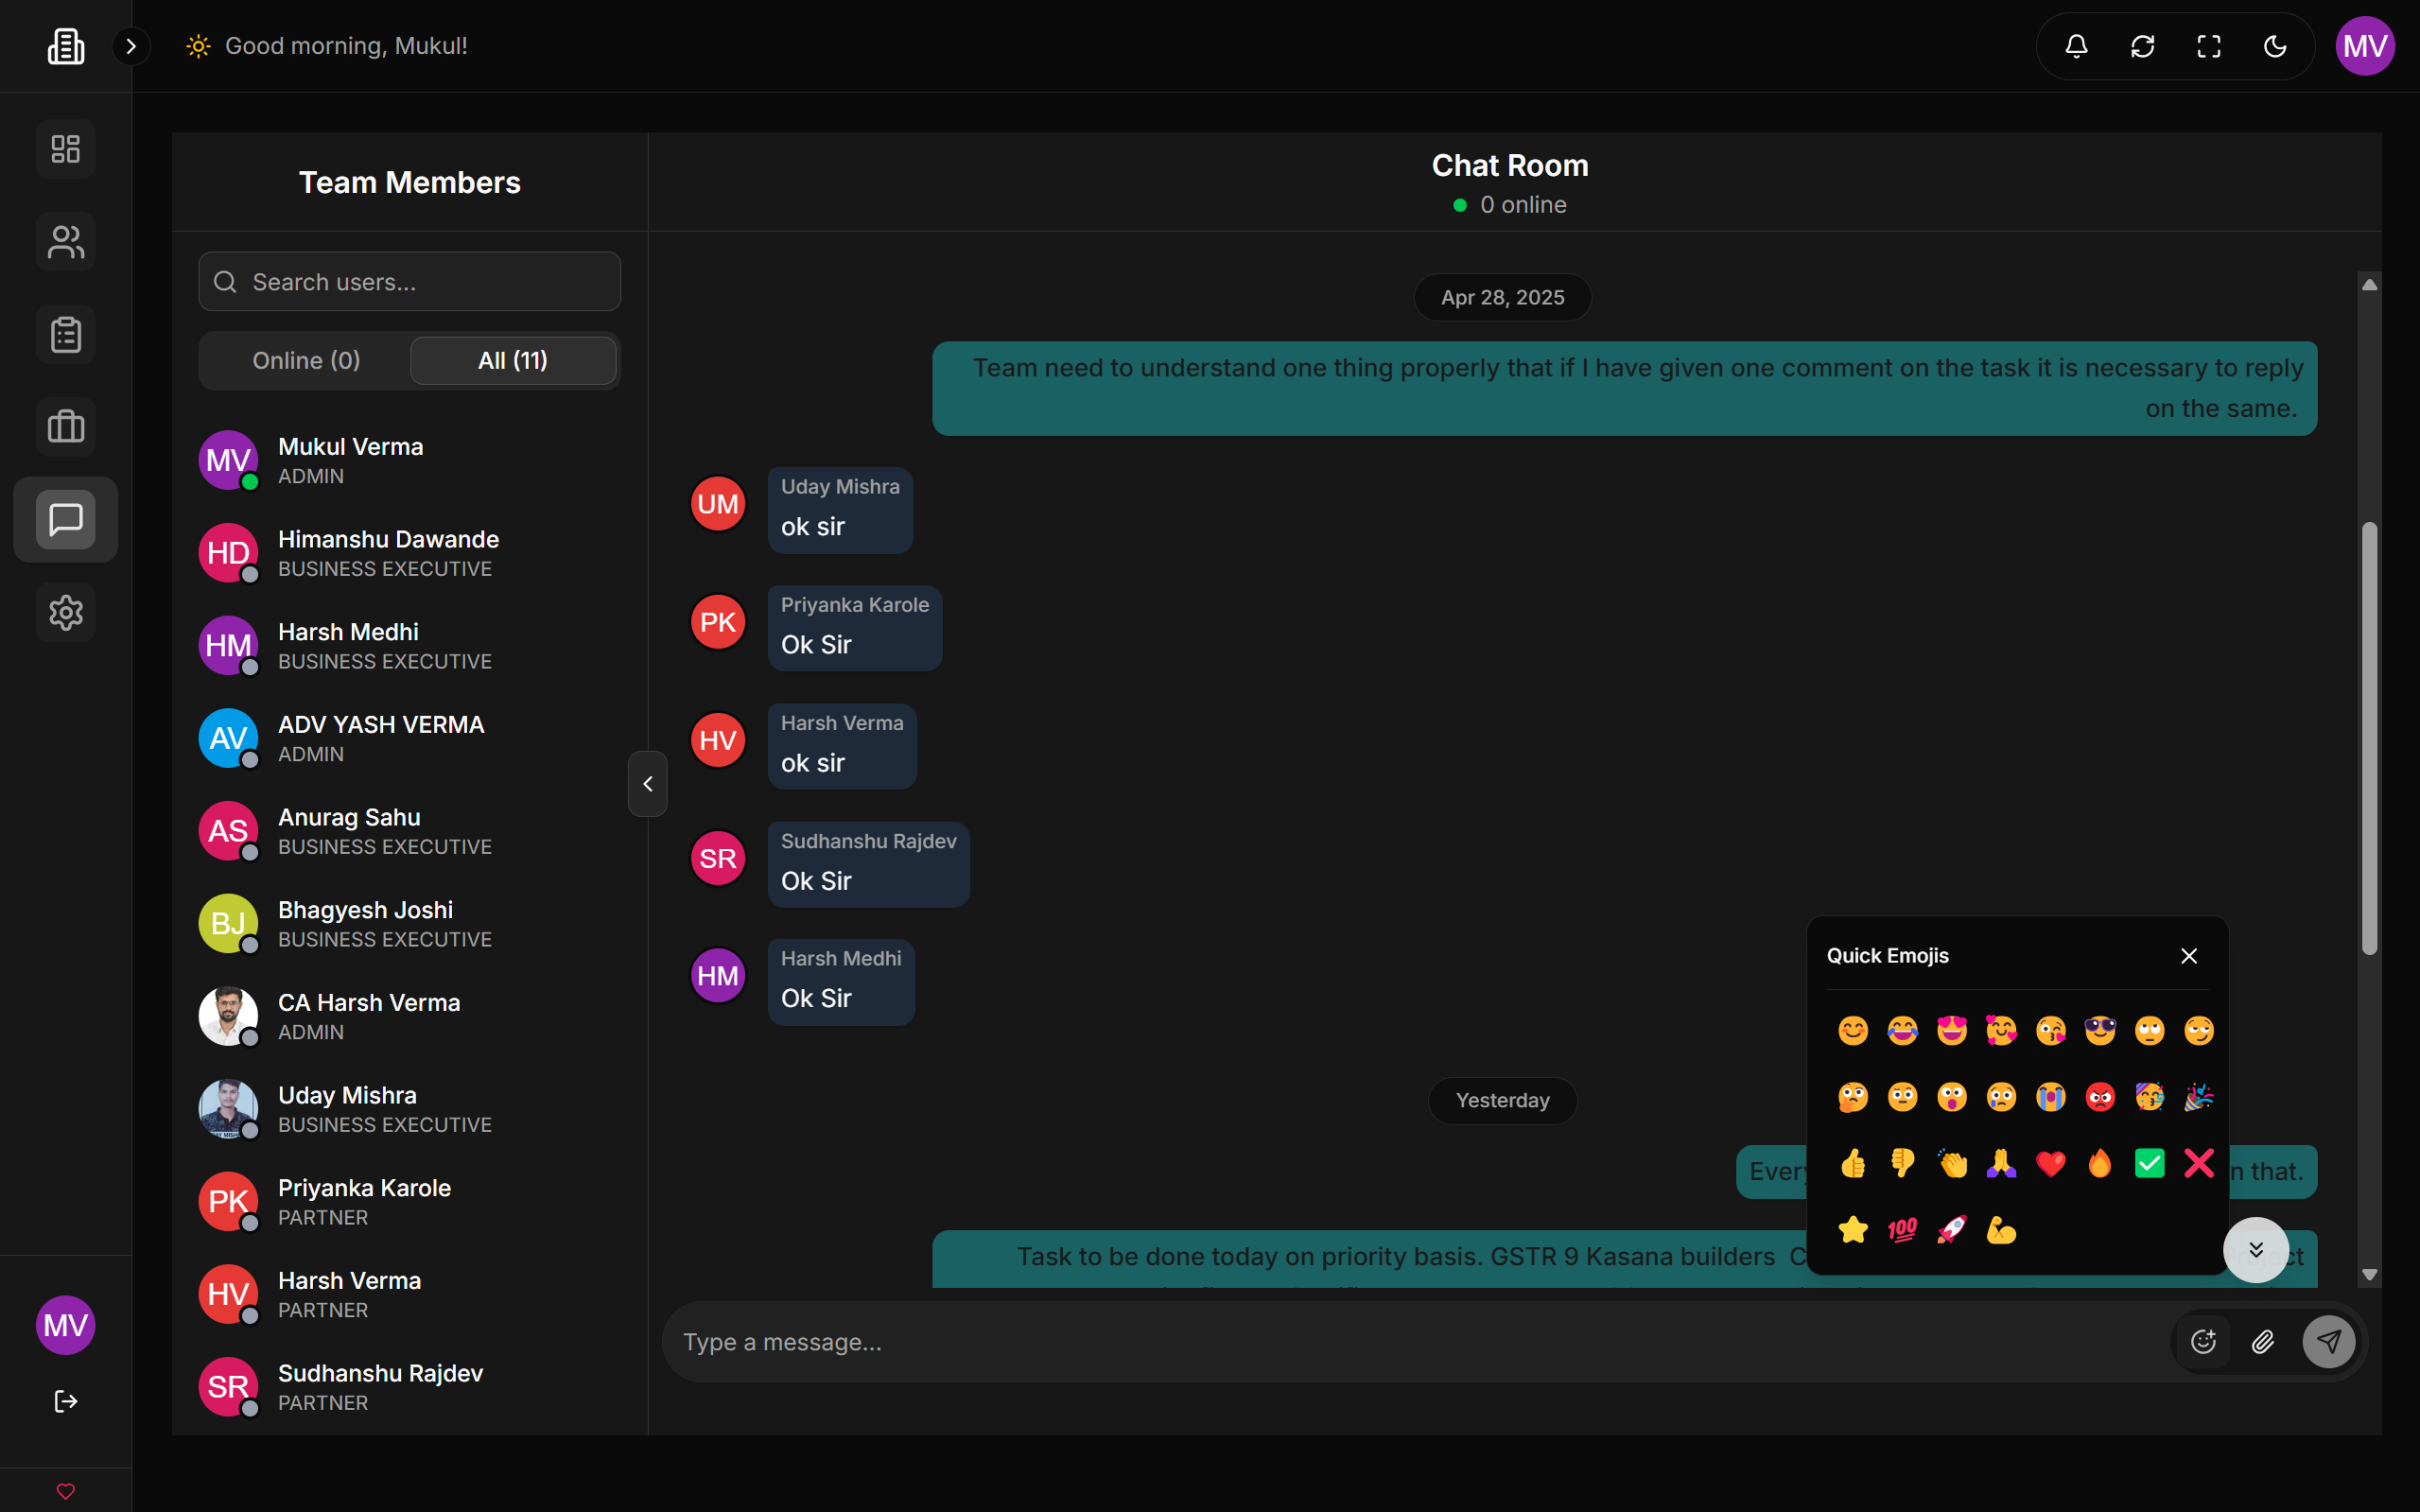 Good morning, Mukul!
MV
Team Members
Search users...
Online (0)
All (11)
MV
Mukul Verma
ADMIN
HD
Himanshu Dawande
BUSINESS EXECUTIVE
HM
Harsh Medhi
BUSINESS EXECUTIVE
AV
ADV YASH VERMA
ADMIN
AS
Anurag Sahu
BUSINESS EXECUTIVE
BJ
Bhagyesh Joshi
BUSINESS EXECUTIVE
CA Harsh Verma
ADMIN
Uday Mishra
BUSINESS EXECUTIVE
PK
Priyanka Karole
PARTNER
HV
Harsh Verma
PARTNER
SR
Sudhanshu Rajdev
PARTNER
MV
Chat Room
0 online
Apr 28, 2025
Team need to understand one thing properly that if I have given one comment on the task it is necessary to reply
on the same.
UM
Uday Mishra
ok sir
PK
Priyanka Karole
Ok Sir
HV
Harsh Verma
ok sir
SR
Sudhanshu Rajdev
Ok Sir
HM
Harsh Medhi
Ok Sir
Yesterday
that.
Task to be done today on priority basis. GSTR 9 Kasana builders
Quick Emojis
Type a message...